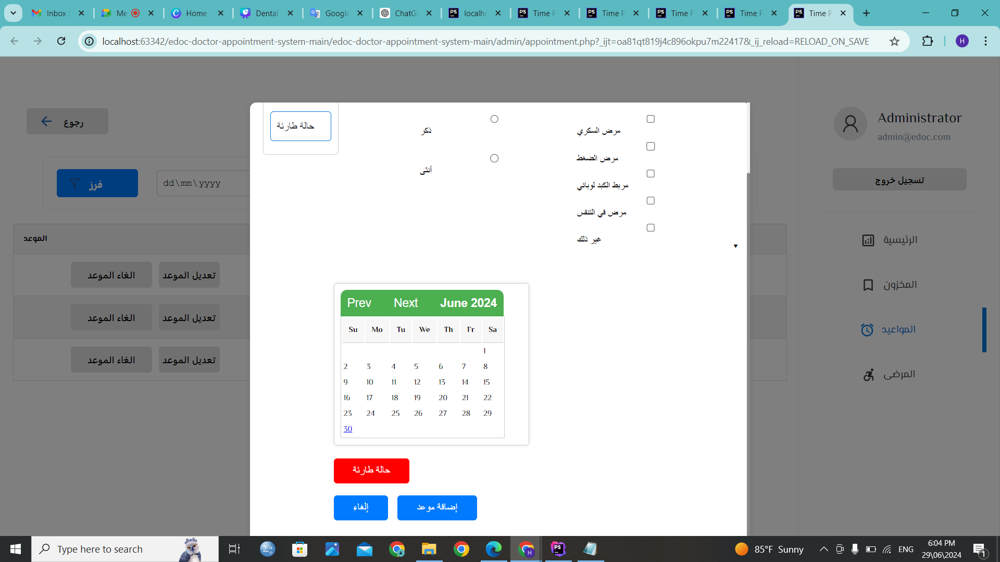 Inbox
Me
Home
Dental
Google
ChatG
localho
Time P
Time P
Time P
Time P
Time P
localhost:63342/edoc-doctor-appointment-system-main/edoc-doctor-appointment-system-main/admin/appointment.php?_ijt=oa81qt819j4c896okpu7m22417&_ij_reload=RELOAD_ON_SAVE
H
رجوع
فرز
dd\mm\yyyy
الموعد
الغاء الموعد
تعديل الموعد
الغاء الموعد
تعديل الموعد
الغاء الموعد
تعديل الموعد
حالة طارئة
ذكر
أنثى
مرض السكري
مرض الضغط
مربط الكبد لوبائي
مرض في التنفس
غير ذلك
Prev Next June 2024
Su Mo Tu We Th Fr Sa
1
2 3 4 5 6 7 8
9 10 11 12 13 14 15
16 17 18 19 20 21 22
23 24 25 26 27 28 29
30
حالة طارئة
إلغاء
إضافة موعد
Administrator
admin@edoc.com
تسجيل خروج
الرئيسية
المخزون
المواعيد
المرضى
Type here to search
85°F Sunny
ENG
6:04 PM
29\06\2024
1